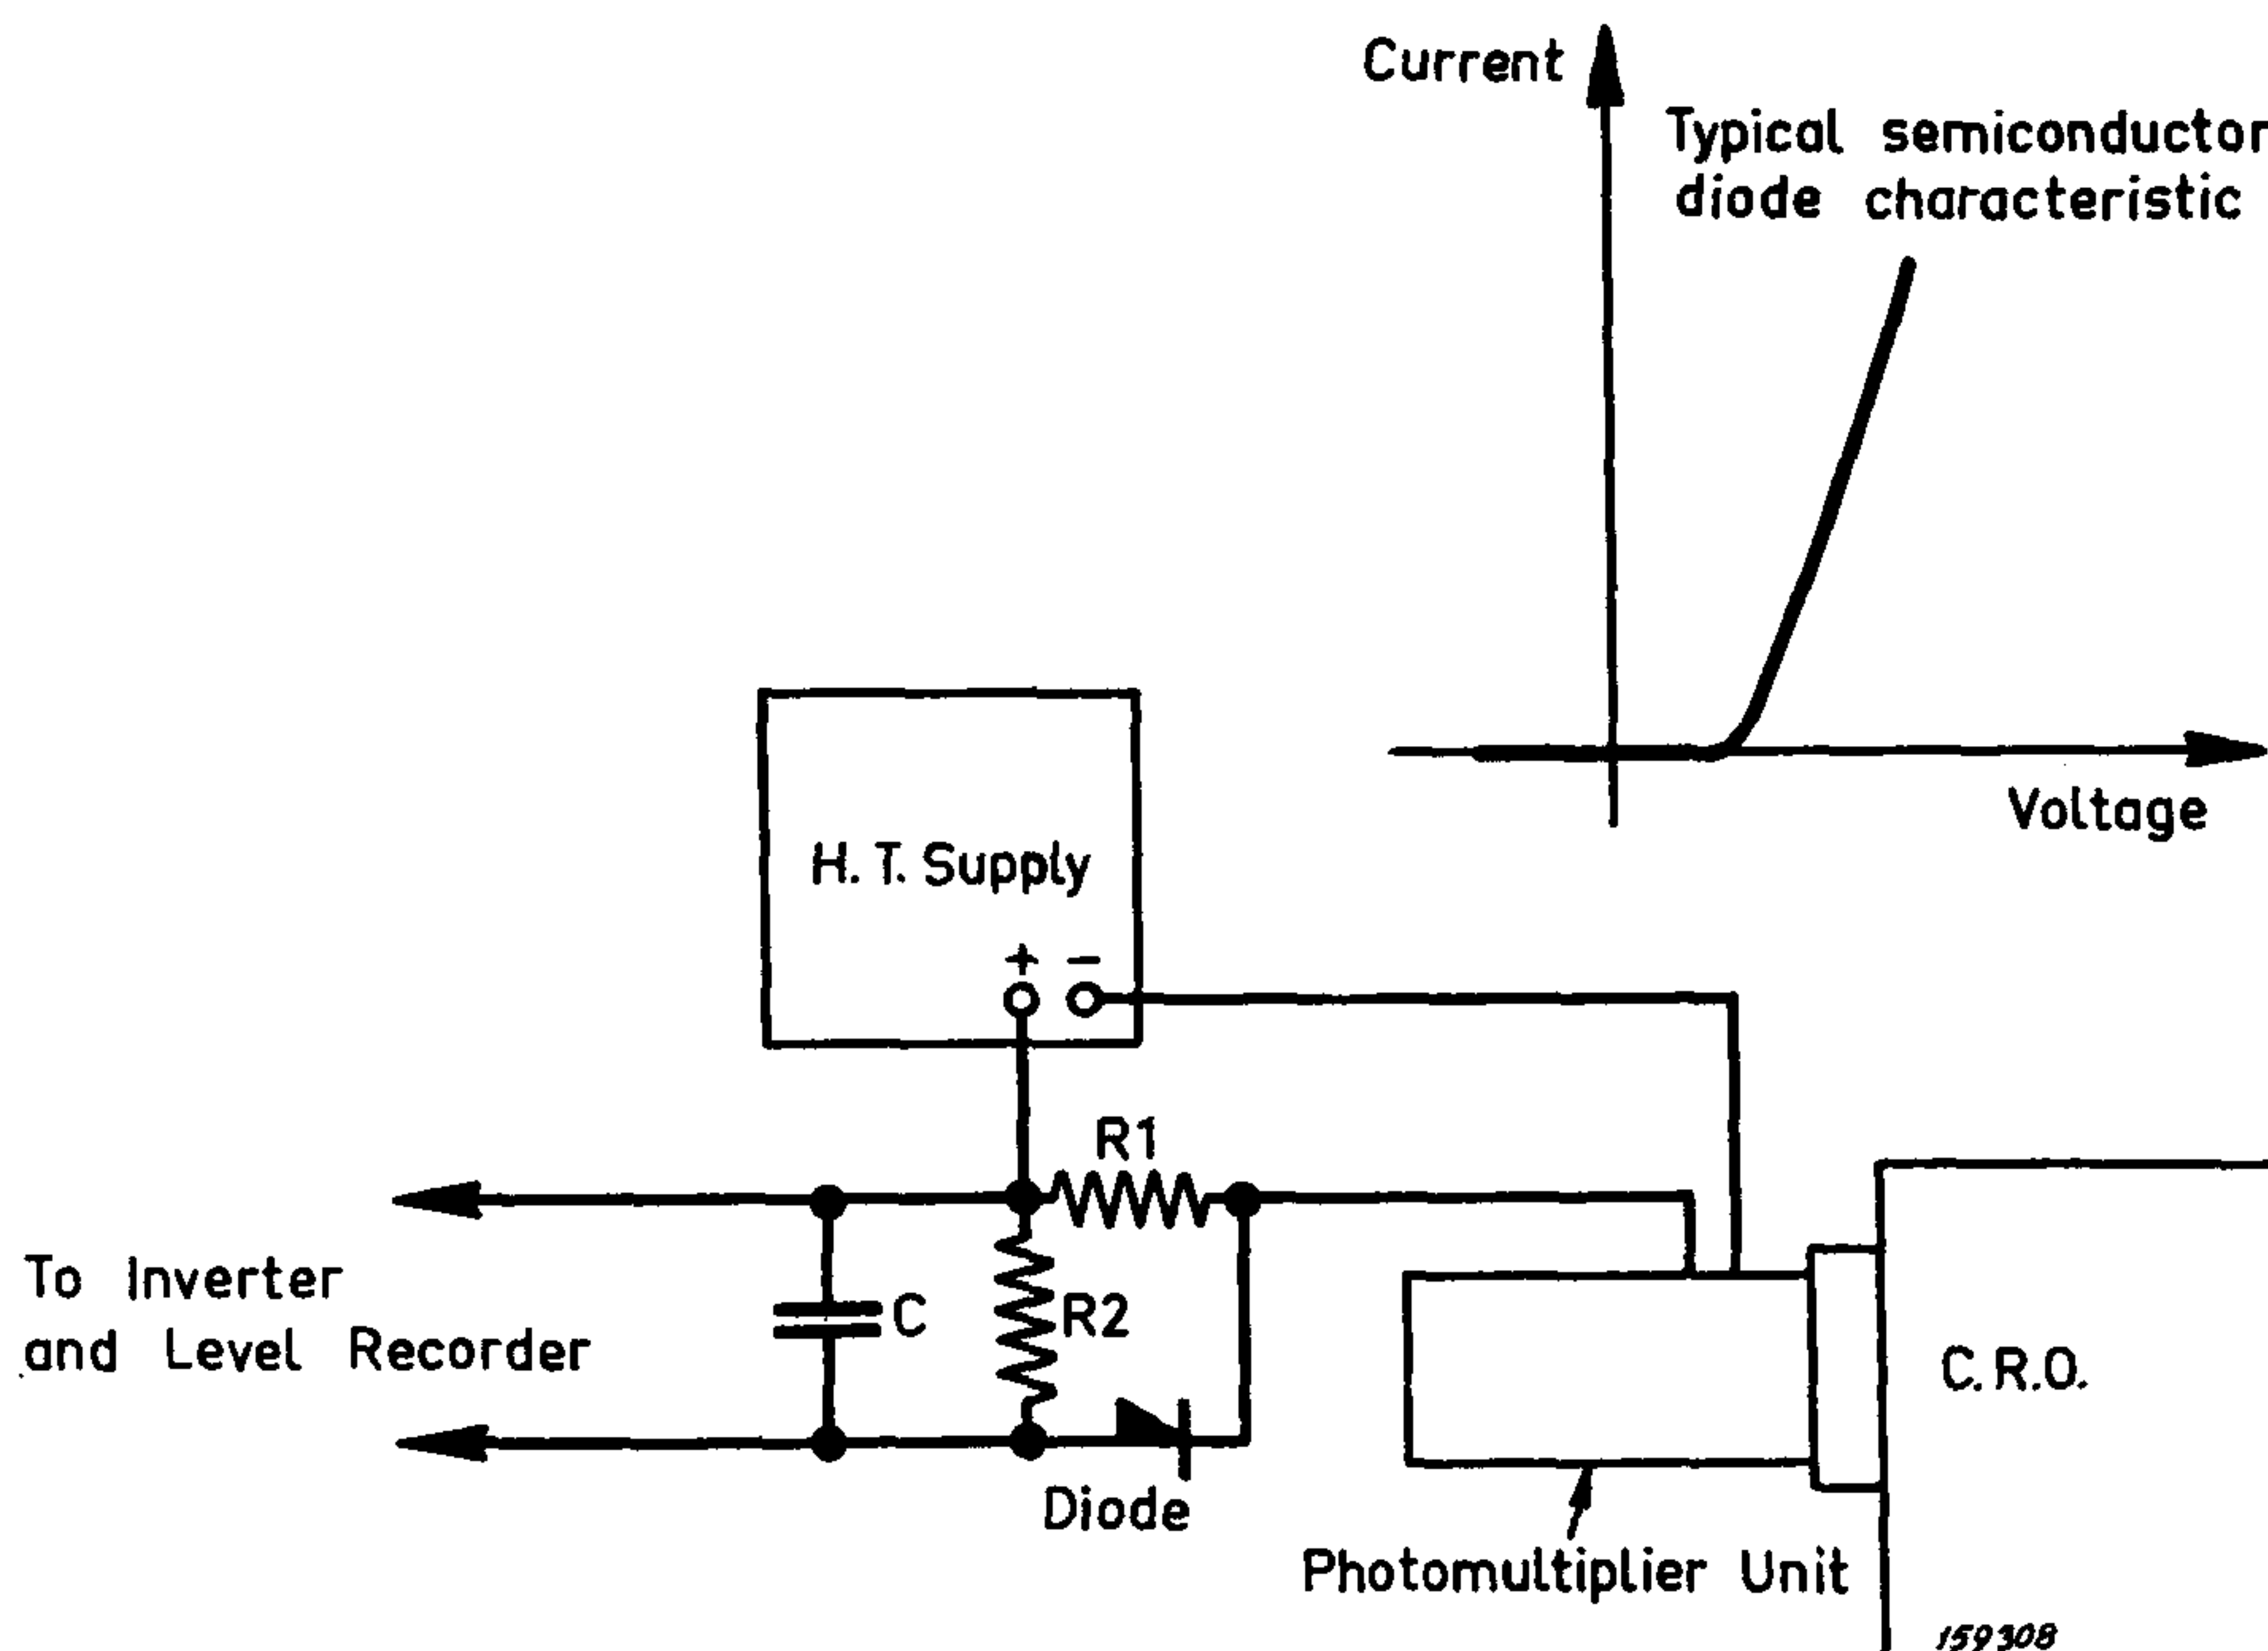 Current
Typical semiconductor
diode characteristic
Voltage
H. T. Supply
+ −
R1
To Inverter
and Level Recorder
C
R2
C. R. O.
Diode
Photomultiplier Unit
159308